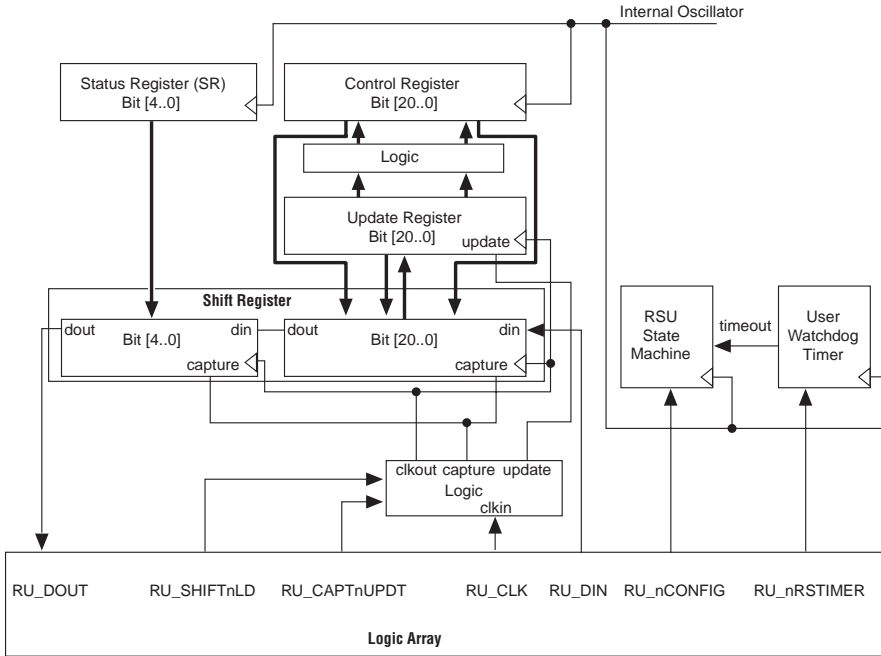 Internal Oscillator
Status Register (SR)
Bit [4..0]
Control Register
Bit [20..0]
Logic
Update Register
Bit [20..0]
update
Shift Register
dout
Bit [4..0]
din
capture
dout
Bit [20..0]
din
capture
RSU
State
Machine
timeout
User
Watchdog
Timer
clkout capture update
Logic
clkin
RU_DOUT
RU_SHIFTnLD
RU_CAPTnUPDT
RU_CLK
RU_DIN
RU_nCONFIG
RU_nRSTIMER
Logic Array